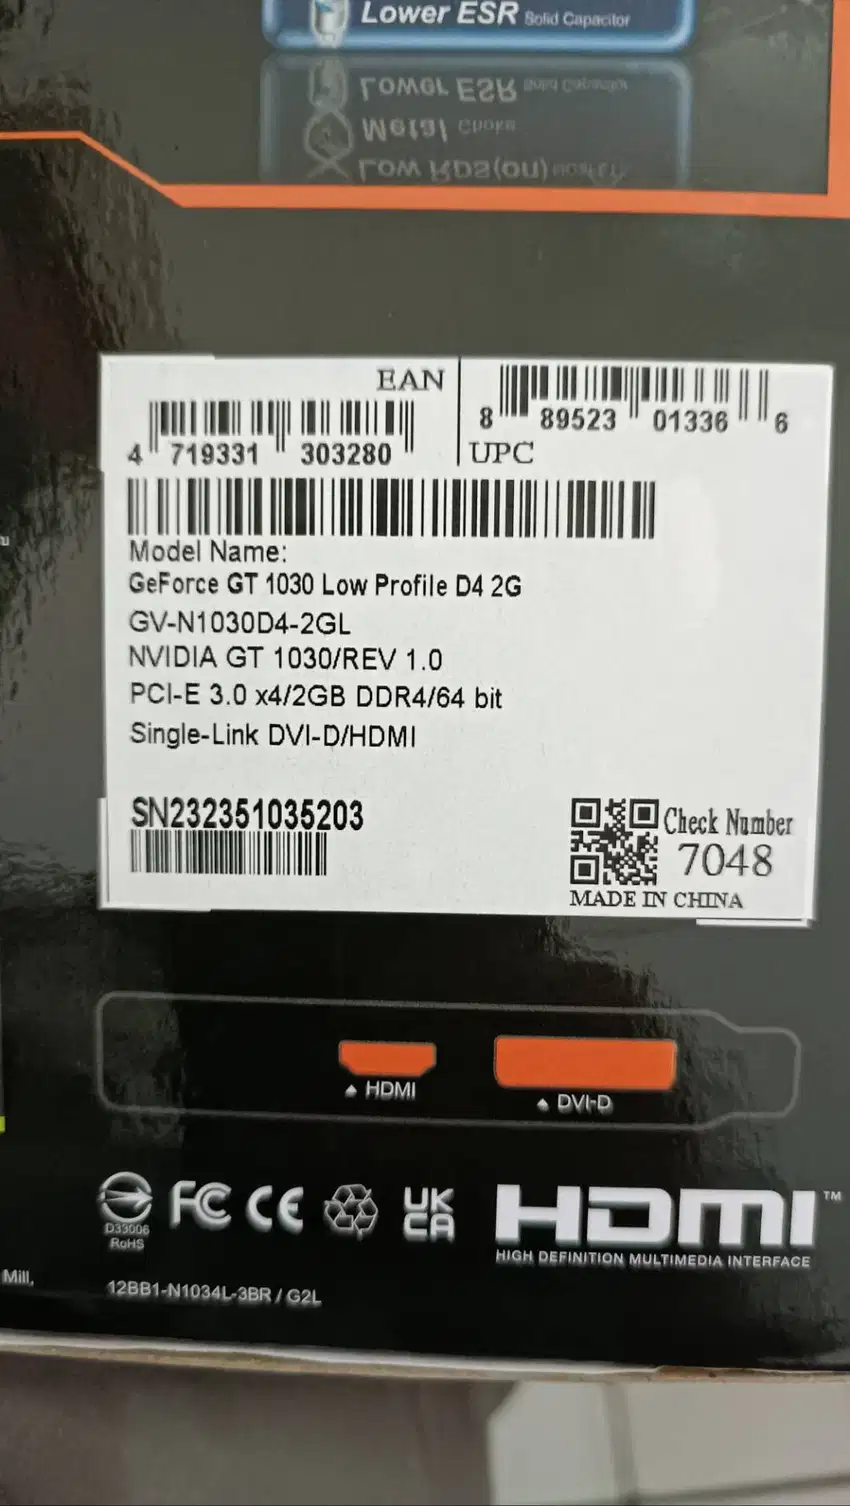 Lower ESR Solid Capacitor
EAN
4 719331 303280
8 89523 01336 6
UPC
Model Name:
GeForce GT 1030 Low Profile D4 2G
GV-N1030D4-2GL
NVIDIA GT 1030/REV 1.0
PCI-E 3.0 x4/2GB DDR4/64 bit
Single-Link DVI-D/HDMI
SN232351035203
Check Number
7048
MADE IN CHINA
HDMI
DVI-D
D33006
RoHS
FC CE UK
CA
HDMI™
HIGH DEFINITION MULTIMEDIA INTERFACE
Mill,
12BB1-N1034L-3BR / G2L